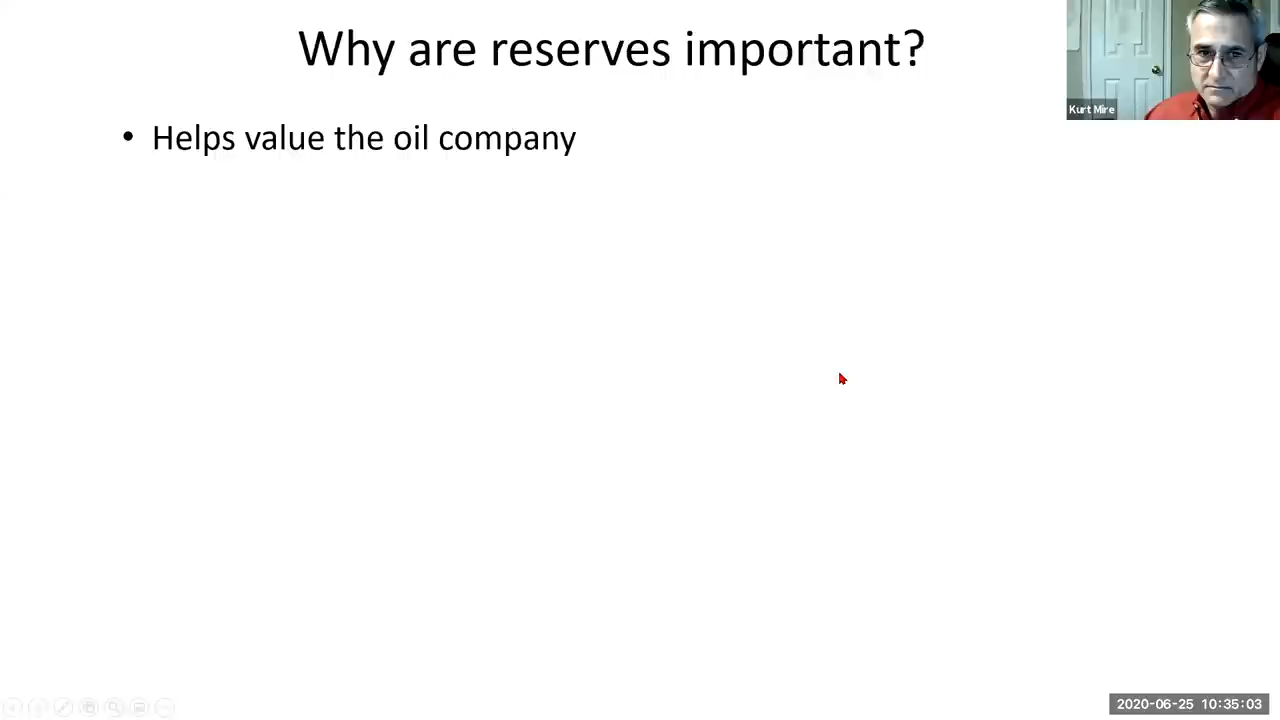 Why are reserves important?
Kurt Mire
• Helps value the oil company
2020-06-25 10:35:03